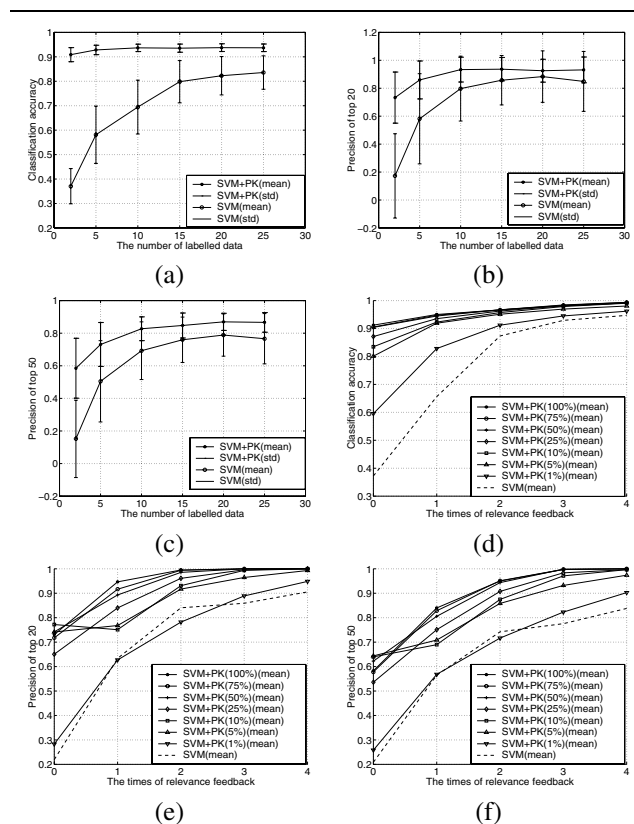 Classification accuracy
1
0.9
0.8
0.7
0.6
0.5
0.4
0.3
0.2
0 5 10 15 20 25 30
The number of labelled data
SVM+PK(mean)
SVM+PK(std)
SVM(mean)
SVM(std)
(a)
Precision of top 20
1.2
1
0.8
0.6
0.4
0.2
0
-0.2
0 5 10 15 20 25 30
The number of labelled data
SVM+PK(mean)
SVM+PK(std)
SVM(mean)
SVM(std)
(b)
Precision of top 50
1
0.8
0.6
0.4
0.2
0
-0.2
0 5 10 15 20 25 30
The number of labelled data
SVM+PK(mean)
SVM+PK(std)
SVM(mean)
SVM(std)
(c)
Classification accuracy
1
0.9
0.8
0.7
0.6
0.5
0.4
0.3
0 1 2 3 4
The times of relevance feedback
SVM+PK(100%)(mean)
SVM+PK(75%)(mean)
SVM+PK(50%)(mean)
SVM+PK(25%)(mean)
SVM+PK(10%)(mean)
SVM+PK(5%)(mean)
SVM+PK(1%)(mean)
SVM(mean)
(d)
Precision of top 20
1
0.9
0.8
0.7
0.6
0.5
0.4
0.3
0.2
0 1 2 3 4
The times of relevance feedback
SVM+PK(100%)(mean)
SVM+PK(75%)(mean)
SVM+PK(50%)(mean)
SVM+PK(25%)(mean)
SVM+PK(10%)(mean)
SVM+PK(5%)(mean)
SVM+PK(1%)(mean)
SVM(mean)
(e)
Precision of top 50
1
0.9
0.8
0.7
0.6
0.5
0.4
0.3
0.2
0 1 2 3 4
The times of relevance feedback
SVM+PK(100%)(mean)
SVM+PK(75%)(mean)
SVM+PK(50%)(mean)
SVM+PK(25%)(mean)
SVM+PK(10%)(mean)
SVM+PK(5%)(mean)
SVM+PK(1%)(mean)
SVM(mean)
(f)